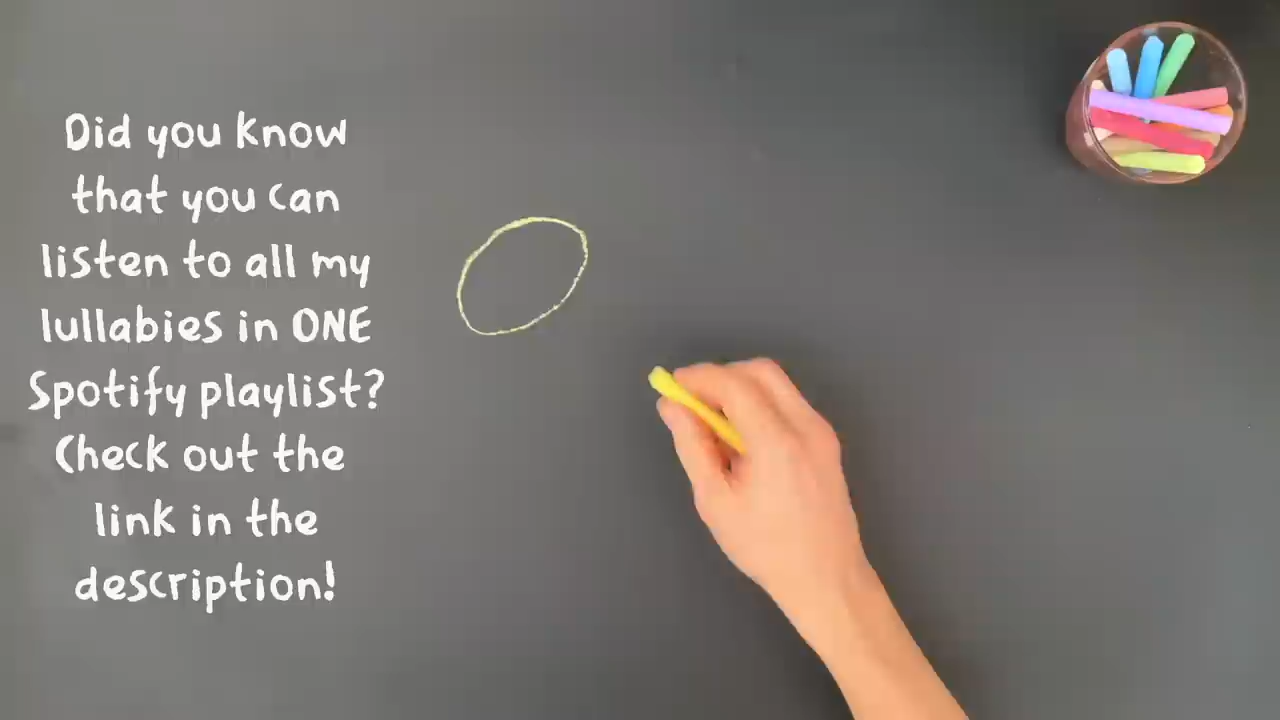 Did you know
that you can
listen to all my
lullabies in ONE
Spotify playlist?
Check out the
link in the
description!